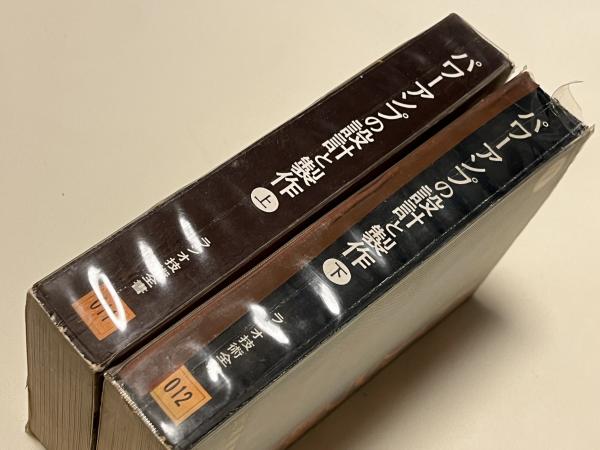 パワーアンプの設計と製作 上
ラジオ技術全書
011
パワーアンプの設計と製作 下
ラジオ技術全
012